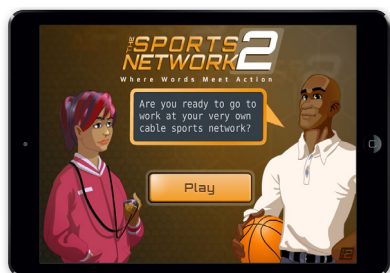 THE SPORTS
NETWORK 2
Where Words Meet Action
Are you ready to go to
work at your very own
cable sports network?
Play